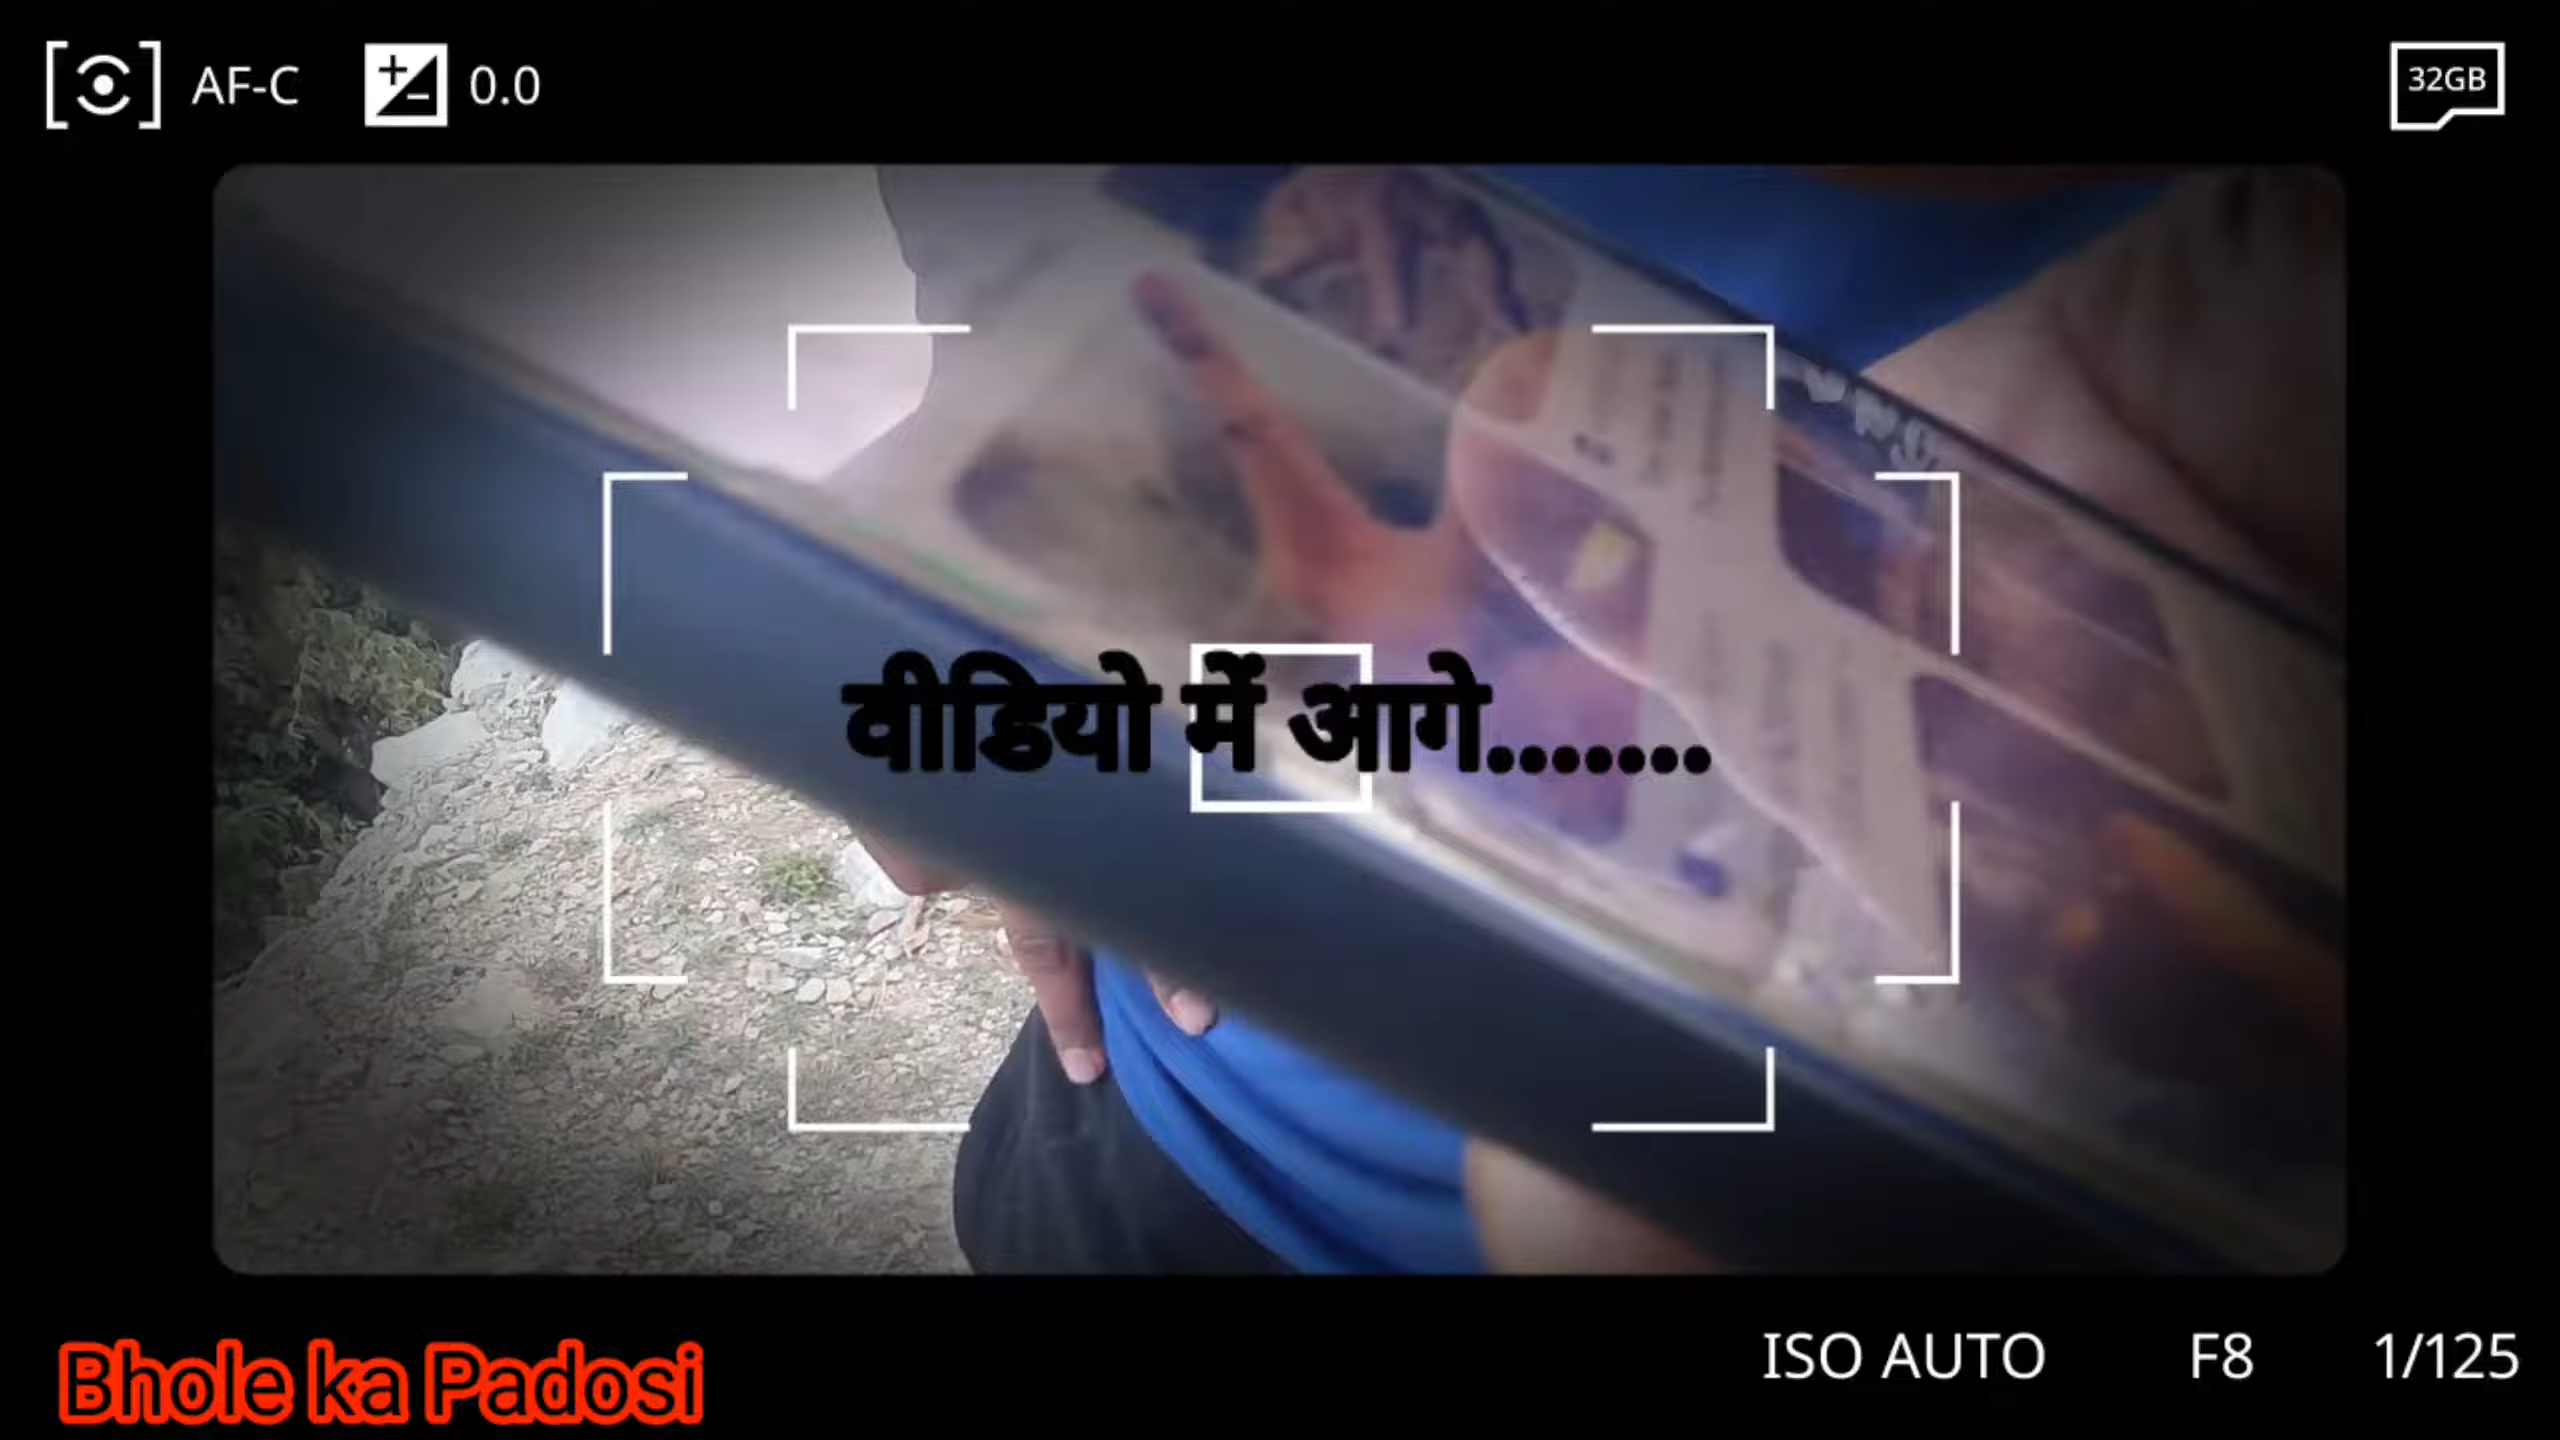 AF-C 0.0 32GB
वीडियो में आगे.......
Bhole ka Padosi
ISO AUTO F8 1/125